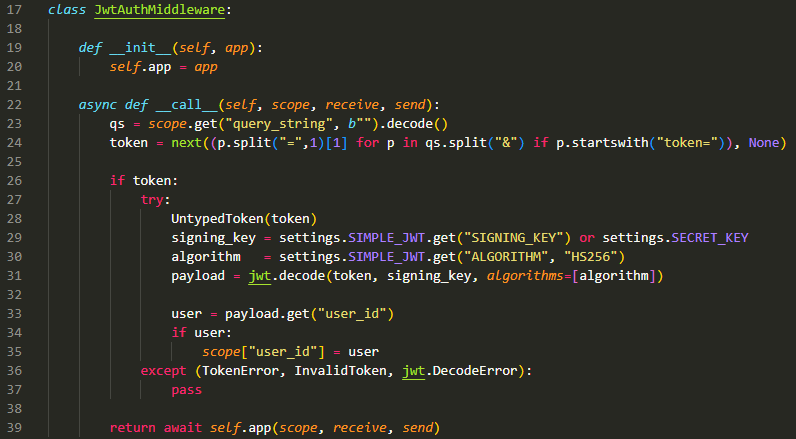 17 class JwtAuthMiddleware:
18
19     def __init__(self, app):
20         self.app = app
21
22     async def __call__(self, scope, receive, send):
23         qs = scope.get("query_string", b"").decode()
24         token = next((p.split("=",1)[1] for p in qs.split("&") if p.startswith("token=")), None)
25
26         if token:
27             try:
28                 UntypedToken(token)
29                 signing_key = settings.SIMPLE_JWT.get("SIGNING_KEY") or settings.SECRET_KEY
30                 algorithm   = settings.SIMPLE_JWT.get("ALGORITHM", "HS256")
31                 payload = jwt.decode(token, signing_key, algorithms=[algorithm])
32
33                 user = payload.get("user_id")
34                 if user:
35                     scope["user_id"] = user
36             except (TokenError, InvalidToken, jwt.DecodeError):
37                 pass
38
39         return await self.app(scope, receive, send)